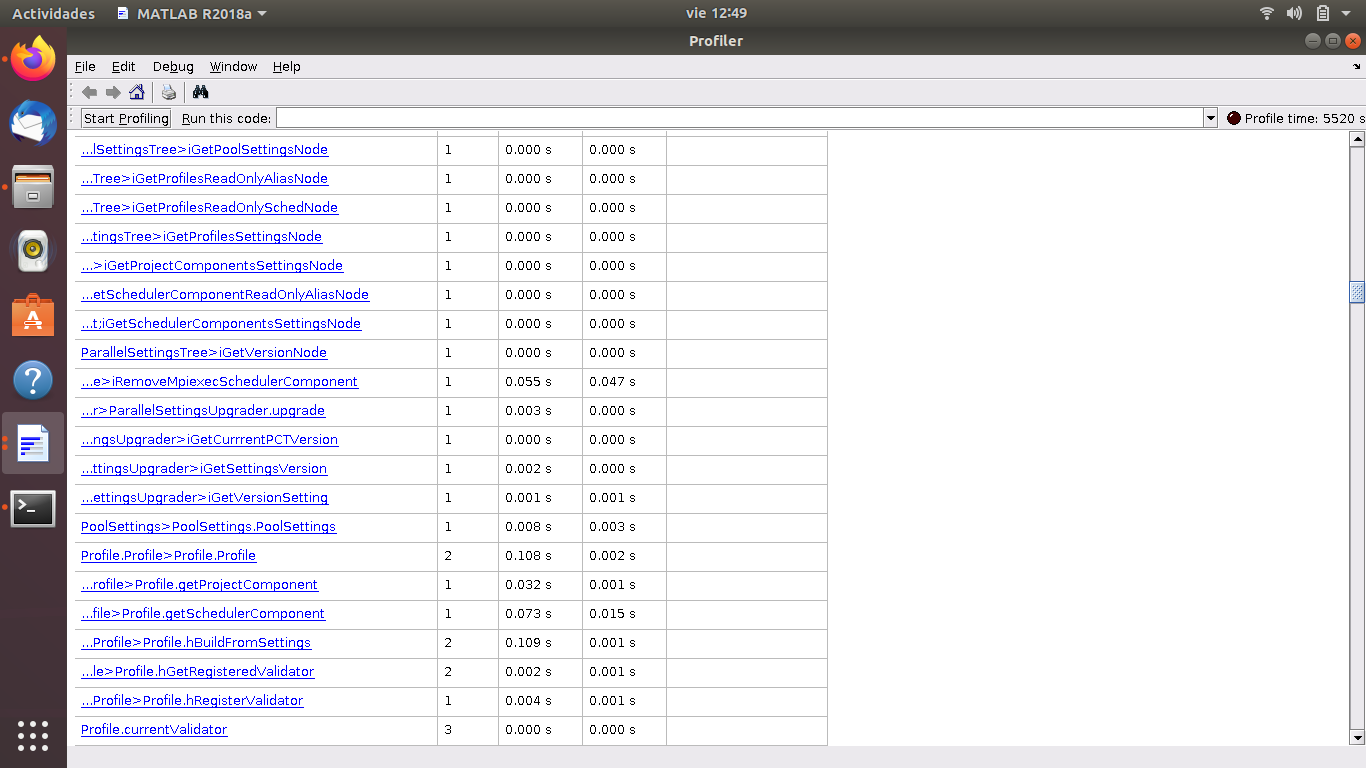 Actividades MATLAB R2018a vie 12:49
Profiler
File Edit Debug Window Help
Start Profiling Run this code: Profile time: 5520 s
...lSettingsTree>iGetPoolSettingsNode 1 0.000 s 0.000 s
...Tree>iGetProfilesReadOnlyAliasNode 1 0.000 s 0.000 s
...Tree>iGetProfilesReadOnlySchedNode 1 0.000 s 0.000 s
...tingsTree>iGetProfilesSettingsNode 1 0.000 s 0.000 s
...>iGetProjectComponentsSettingsNode 1 0.000 s 0.000 s
...etSchedulerComponentReadOnlyAliasNode 1 0.000 s 0.000 s
...t;iGetSchedulerComponentsSettingsNode 1 0.000 s 0.000 s
ParallelSettingsTree>iGetVersionNode 1 0.000 s 0.000 s
...e>iRemoveMpiexecSchedulerComponent 1 0.055 s 0.047 s
...r>ParallelSettingsUpgrader.upgrade 1 0.003 s 0.000 s
...ngsUpgrader>iGetCurrrentPCTVersion 1 0.000 s 0.000 s
...ttingsUpgrader>iGetSettingsVersion 1 0.002 s 0.000 s
...ettingsUpgrader>iGetVersionSetting 1 0.001 s 0.001 s
PoolSettings>PoolSettings.PoolSettings 1 0.008 s 0.003 s
Profile.Profile>Profile.Profile 2 0.108 s 0.002 s
...rofile>Profile.getProjectComponent 1 0.032 s 0.001 s
...file>Profile.getSchedulerComponent 1 0.073 s 0.015 s
...Profile>Profile.hBuildFromSettings 2 0.109 s 0.001 s
...le>Profile.hGetRegisteredValidator 2 0.002 s 0.001 s
...Profile>Profile.hRegisterValidator 1 0.004 s 0.001 s
Profile.currentValidator 3 0.000 s 0.000 s